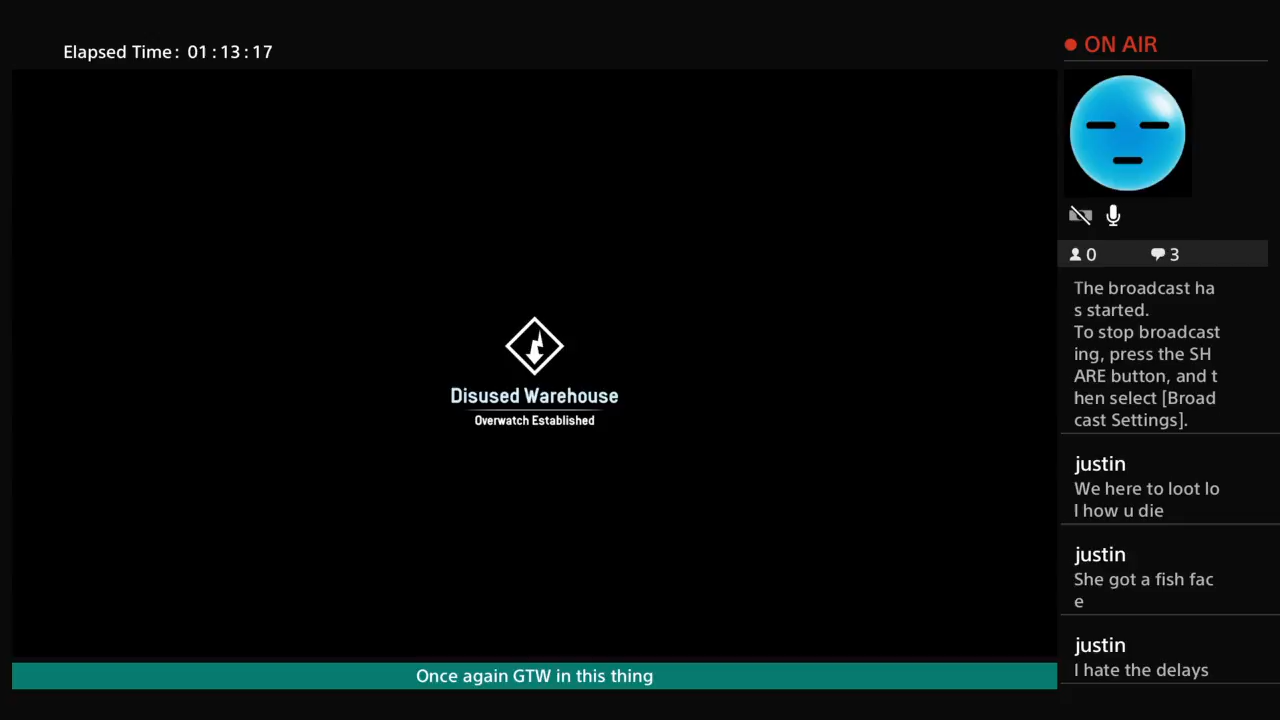 Elapsed Time: 01:13:17
ON AIR
0
3
The broadcast ha
s started.
To stop broadcast
ing, press the SH
ARE button, and t
hen select [Broad
cast Settings].
justin
We here to loot lo
l how u die
justin
She got a fish fac
e
justin
I hate the delays
Disused Warehouse
Overwatch Established
Once again GTW in this thing